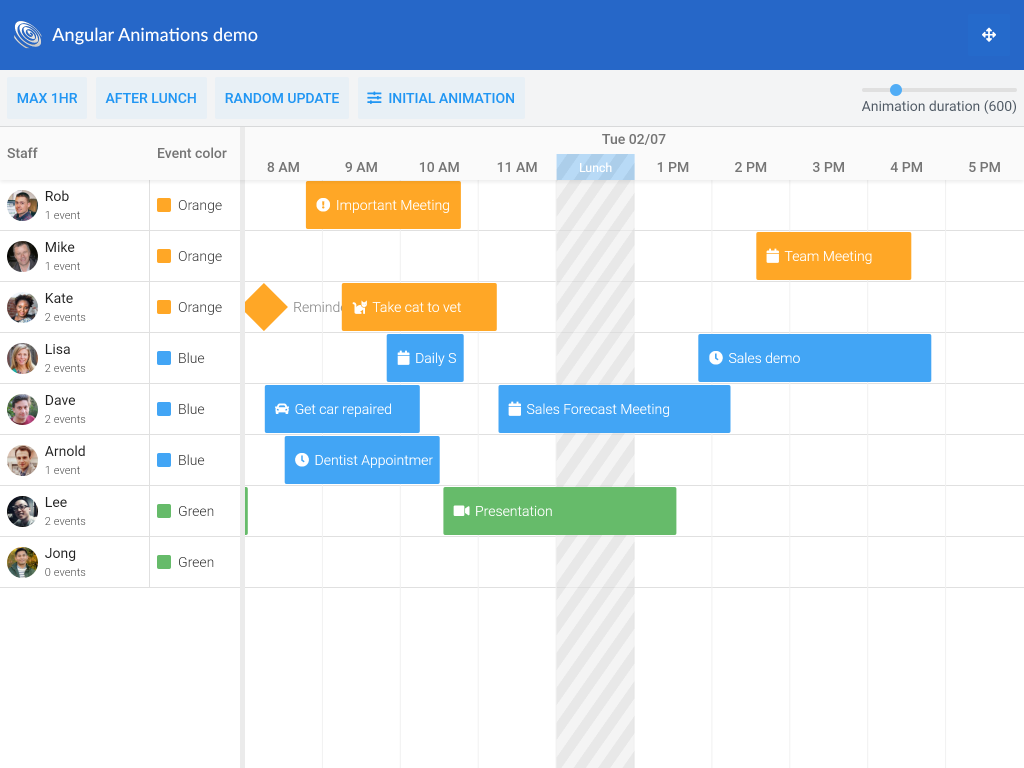 Angular Animations demo
MAX 1HR
AFTER LUNCH
RANDOM UPDATE
INITIAL ANIMATION
Animation duration (600)
Staff
Event color
Tue 02/07
8 AM
9 AM
10 AM
11 AM
Lunch
1 PM
2 PM
3 PM
4 PM
5 PM
Rob
1 event
Orange
Important Meeting
Mike
1 event
Orange
Team Meeting
Kate
2 events
Orange
Reminde
Take cat to vet
Lisa
2 events
Blue
Daily S
Sales demo
Dave
2 events
Blue
Get car repaired
Sales Forecast Meeting
Arnold
1 event
Blue
Dentist Appointmer
Lee
2 events
Green
Presentation
Jong
0 events
Green